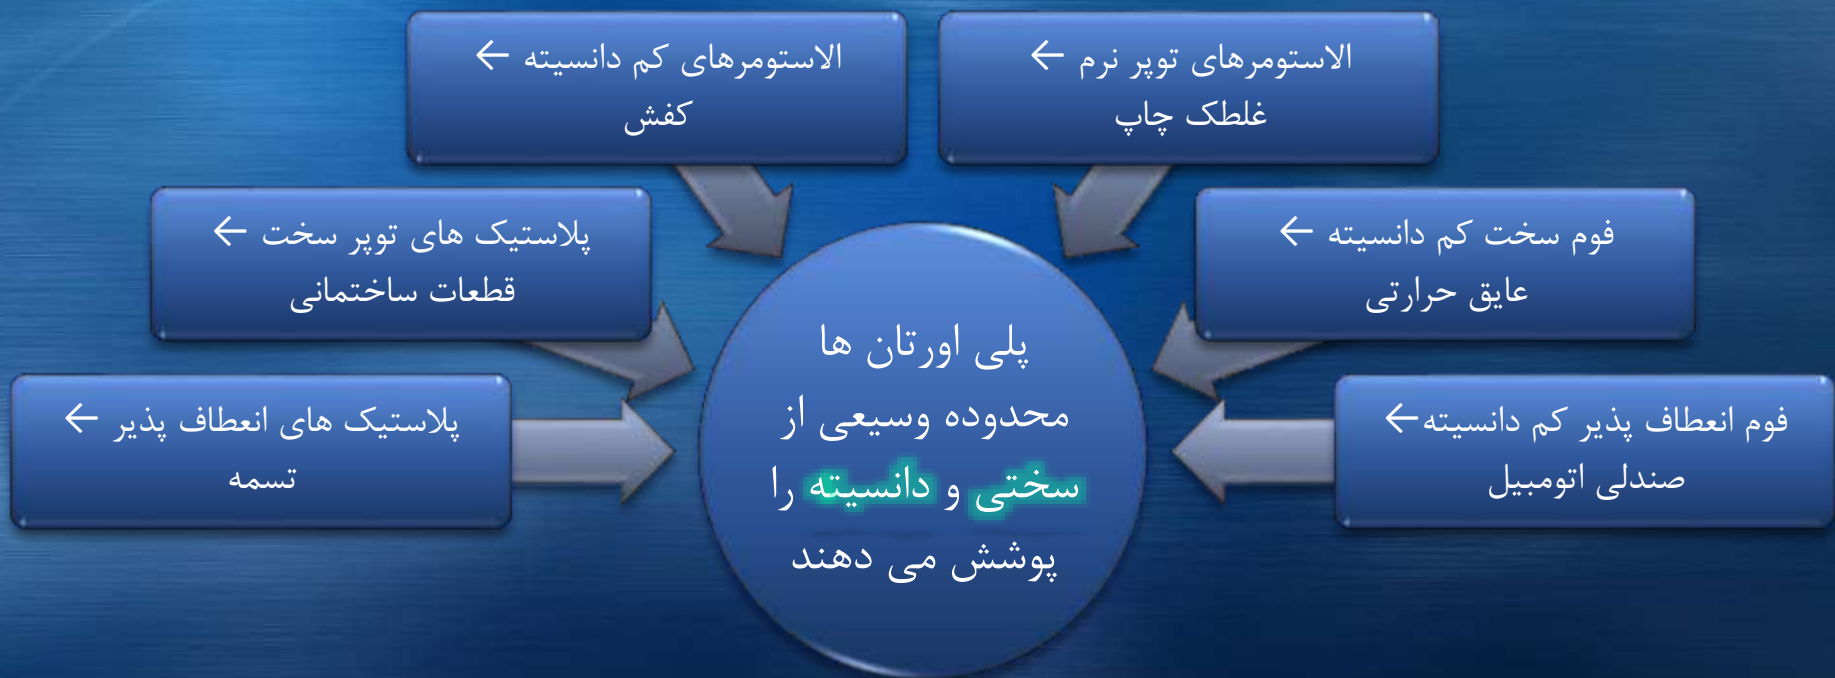 الاستومرهای توپر نرم ←
غلطک چاپ
الاستومرهای کم دانسیته ←
کفش
فوم سخت کم دانسیته ←
عایق حرارتی
پلاستیک های توپر سخت ←
قطعات ساختمانی
فوم انعطاف پذیر کم دانسیته←
صندلی اتومبیل
پلاستیک های انعطاف پذیر ←
تسمه
پلی اورتان ها
محدوده وسیعی از
سختی و دانسیته را
پوشش می دهند